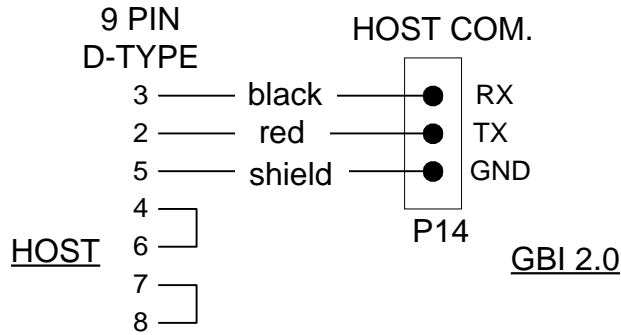 9 PIN
D-TYPE
HOST COM.
3 black RX
2 red TX
5 shield GND
4
P14
6
HOST
GBI 2.0
7
8